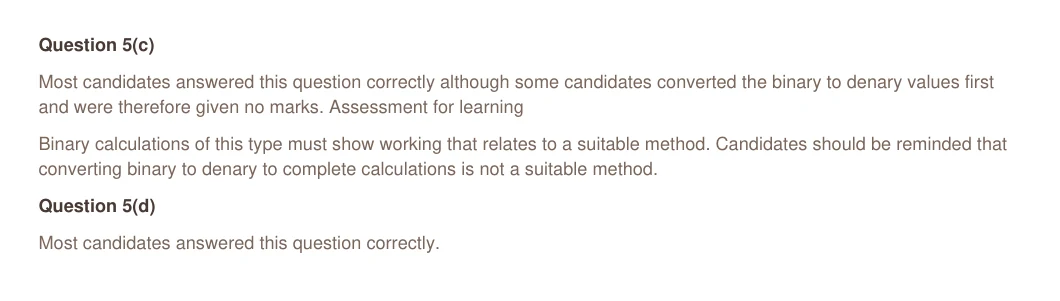 Question 5(c)
Most candidates answered this question correctly although some candidates converted the binary to denary values first
and were therefore given no marks. Assessment for learning
Binary calculations of this type must show working that relates to a suitable method. Candidates should be reminded that
converting binary to denary to complete calculations is not a suitable method.
Question 5(d)
Most candidates answered this question correctly.